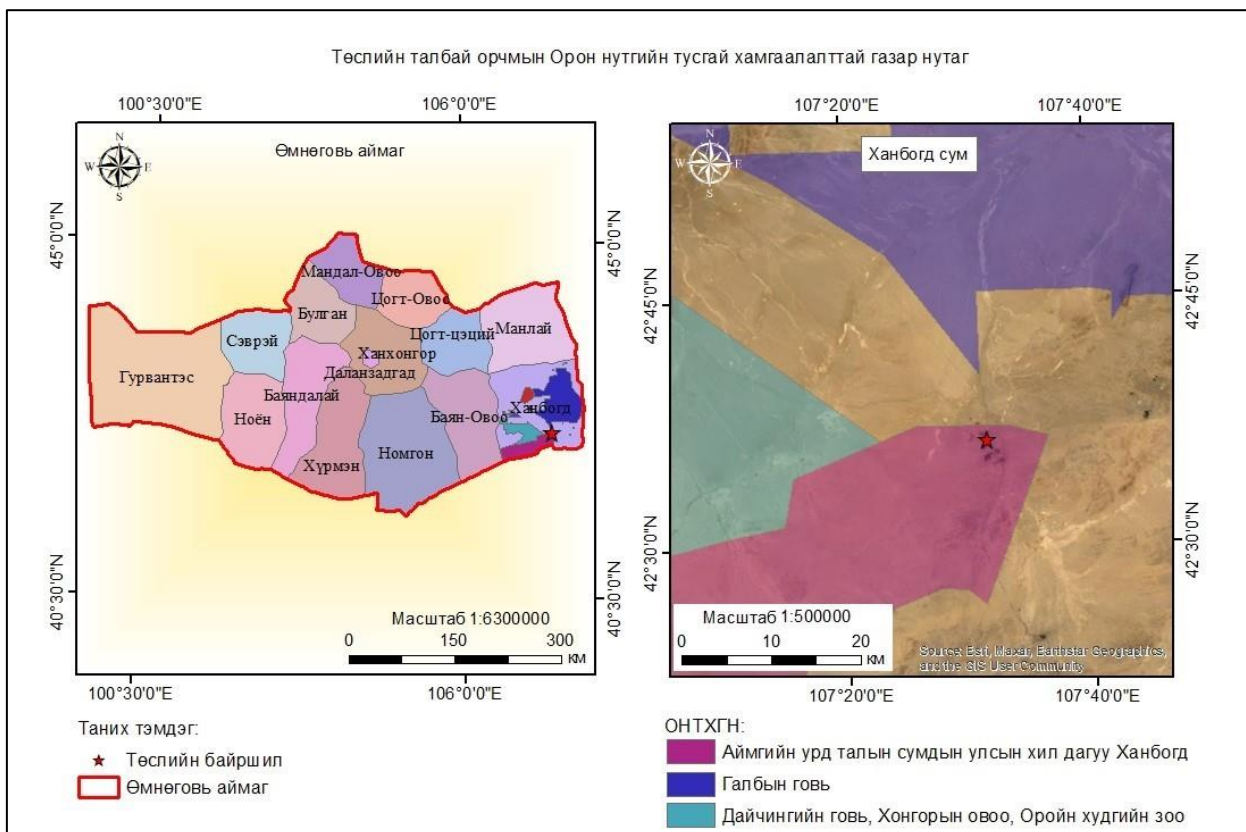 Төслийн талбай орчмын Орон нутгийн тусгай хамгаалалттай газар нутаг
100°30'0"E 106°0'0"E
Өмнөговь аймаг
N
W E
S
45°0'0"N 45°0'0"N
Мандал-Овоо
Цогт-Овоо
Булган
Цогт-цэций
Манлай
Сэврэй
Ханхонгор
Гурвантэс
Даланзадгад
Баяндалай
Ноён
Баян-Овоо
Ханбогд
Хүрмэн
Номгон
40°30'0"N 40°30'0"N
Масштаб 1:6300000
0 150 300
КМ
100°30'0"E 106°0'0"E
Таних тэмдэг:
Төслийн байршил
Өмнөговь аймаг
107°20'0"E 107°40'0"E
Ханбогд сум
N
W E
S
42°45'0"N 42°45'0"N
42°30'0"N 42°30'0"N
Масштаб 1:500000
0 10 20
КМ
Source: Esri, Maxar, Earthstar Geographics,
and the GIS User Community
107°20'0"E 107°40'0"E
ОНТХГН:
Аймгийн урд талын сумдын улсын хил дагуу Ханбогд
Галбын говь
Дайчингийн говь, Хонгорын овоо, Оройн худгийн зоо